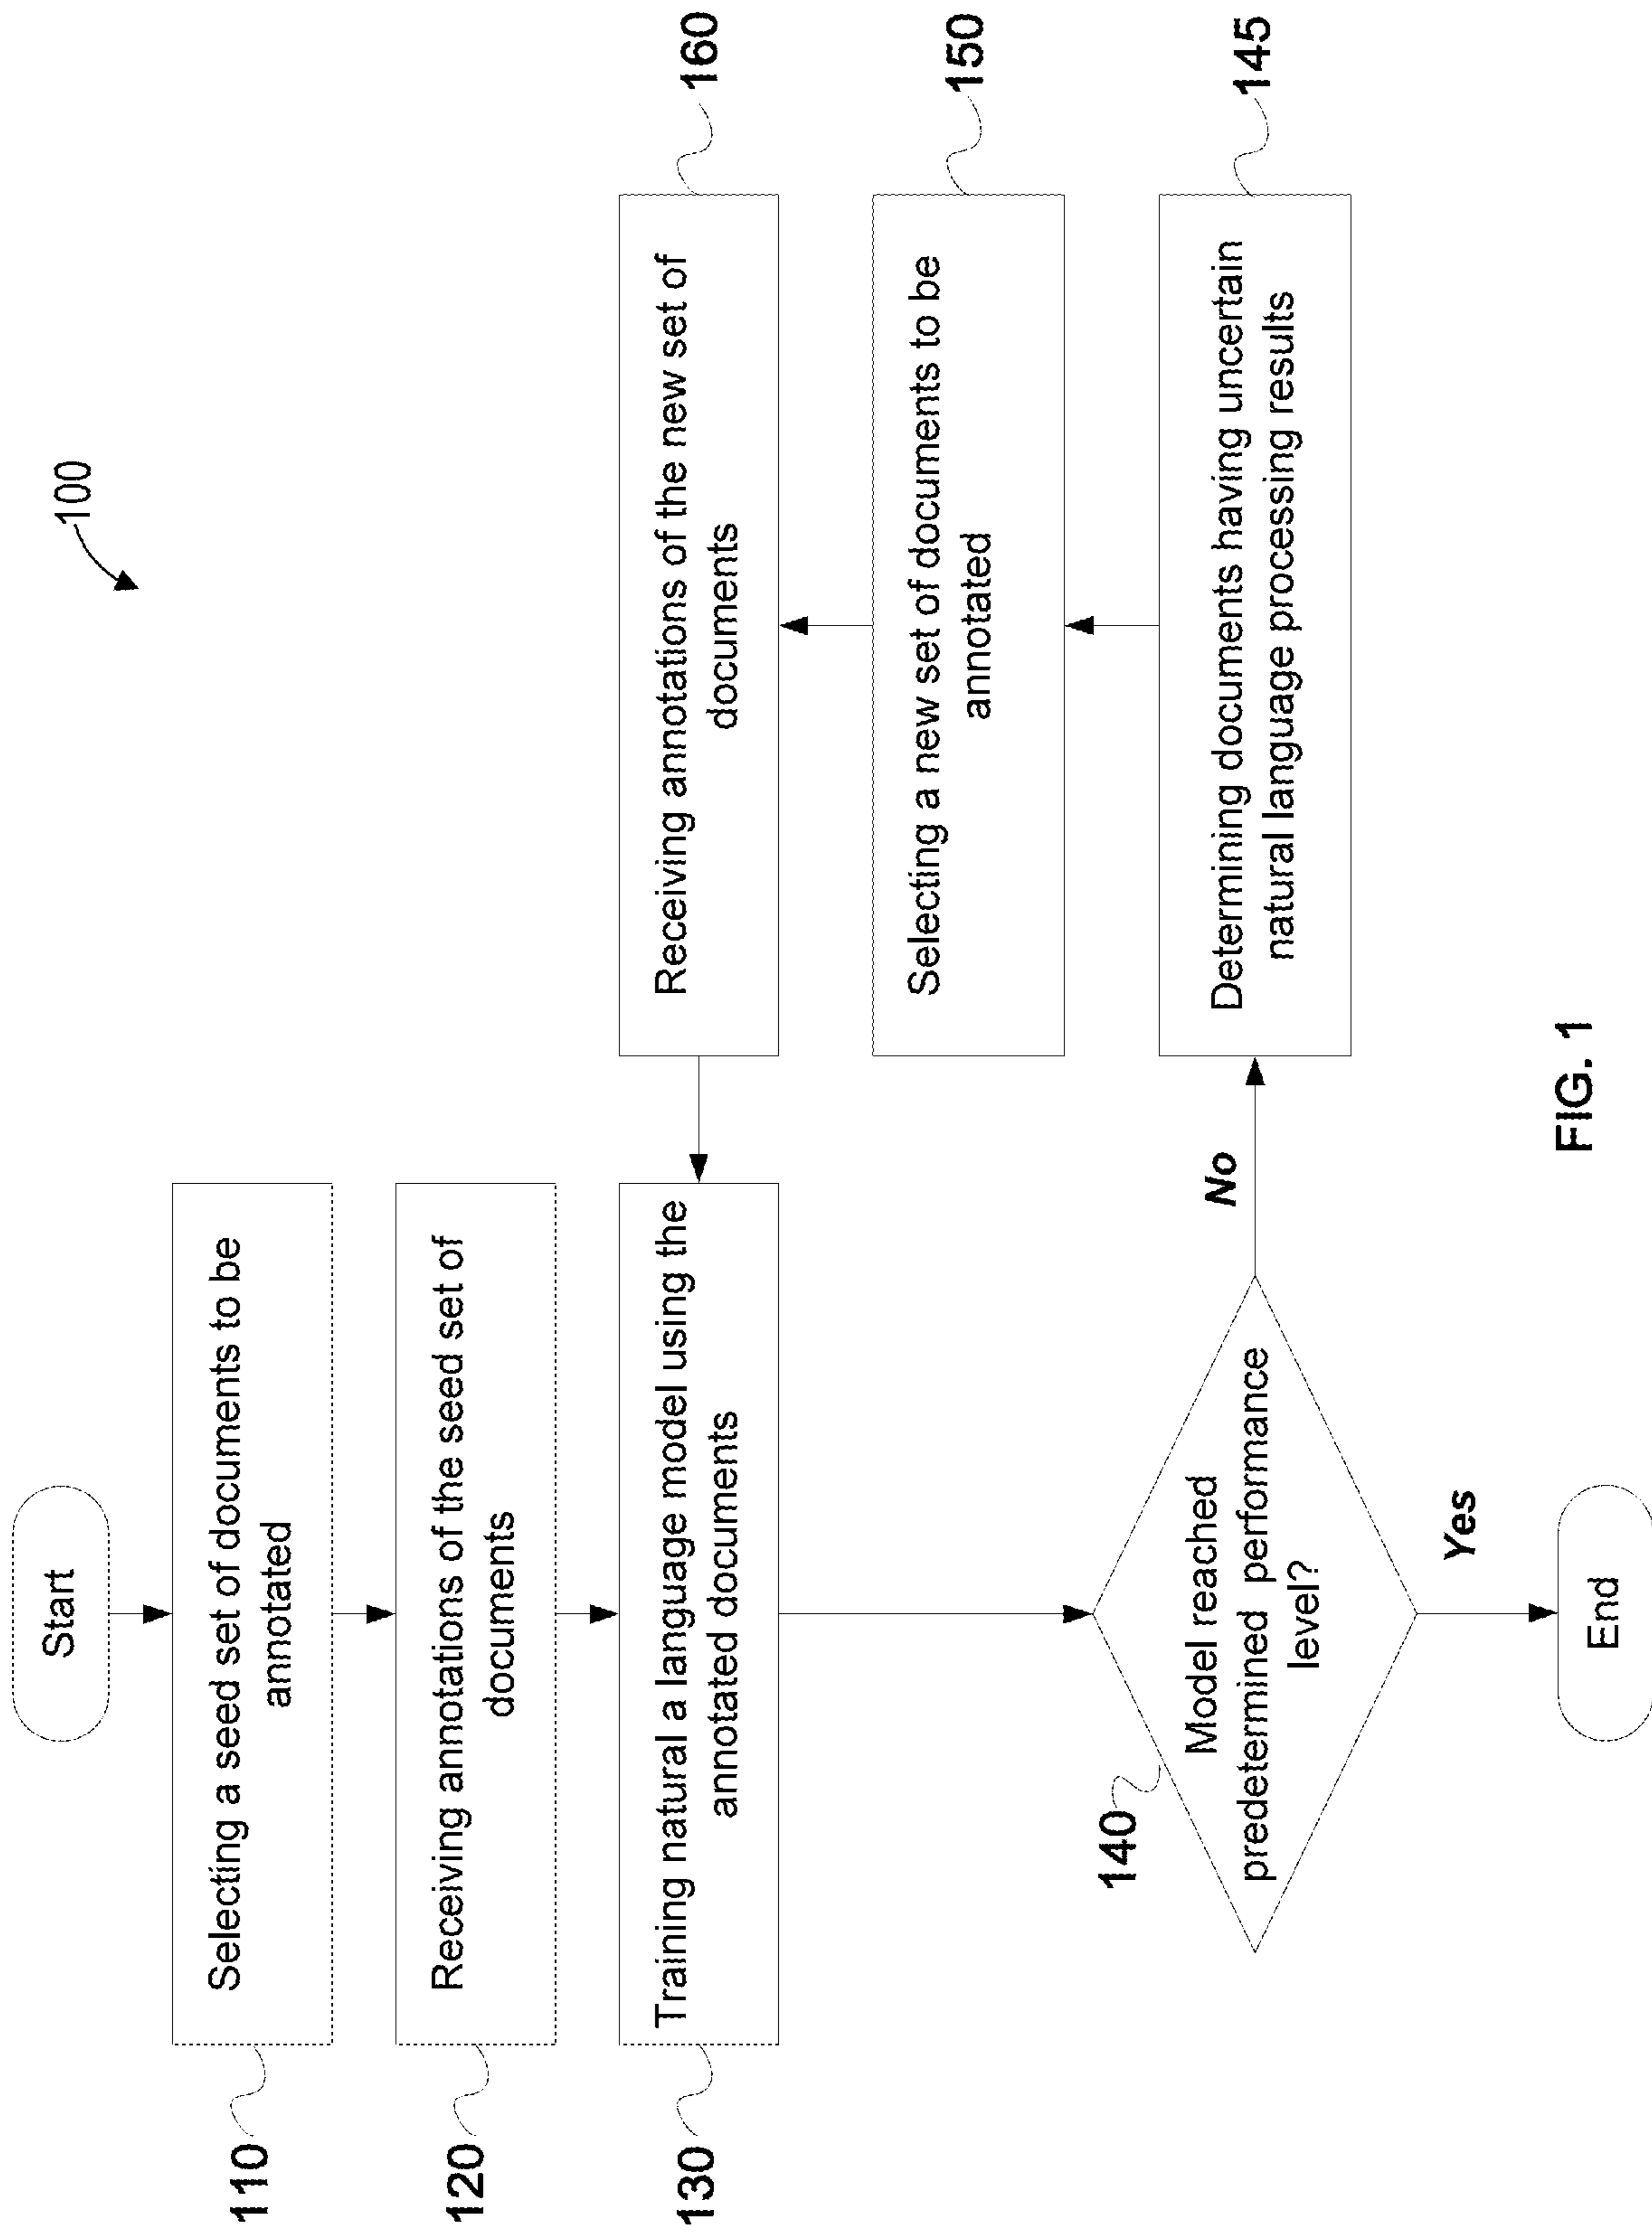 100
Start
110
Selecting a seed set of documents to be
annotated
120
Receiving annotations of the seed set of
documents
130
Training natural a language model using the
annotated documents
160
Receiving annotations of the new set of
documents
150
Selecting a new set of documents to be
annotated
140
Model reached
predetermined performance
level?
No
145
Determining documents having uncertain
natural language processing results
Yes
End
FIG. 1